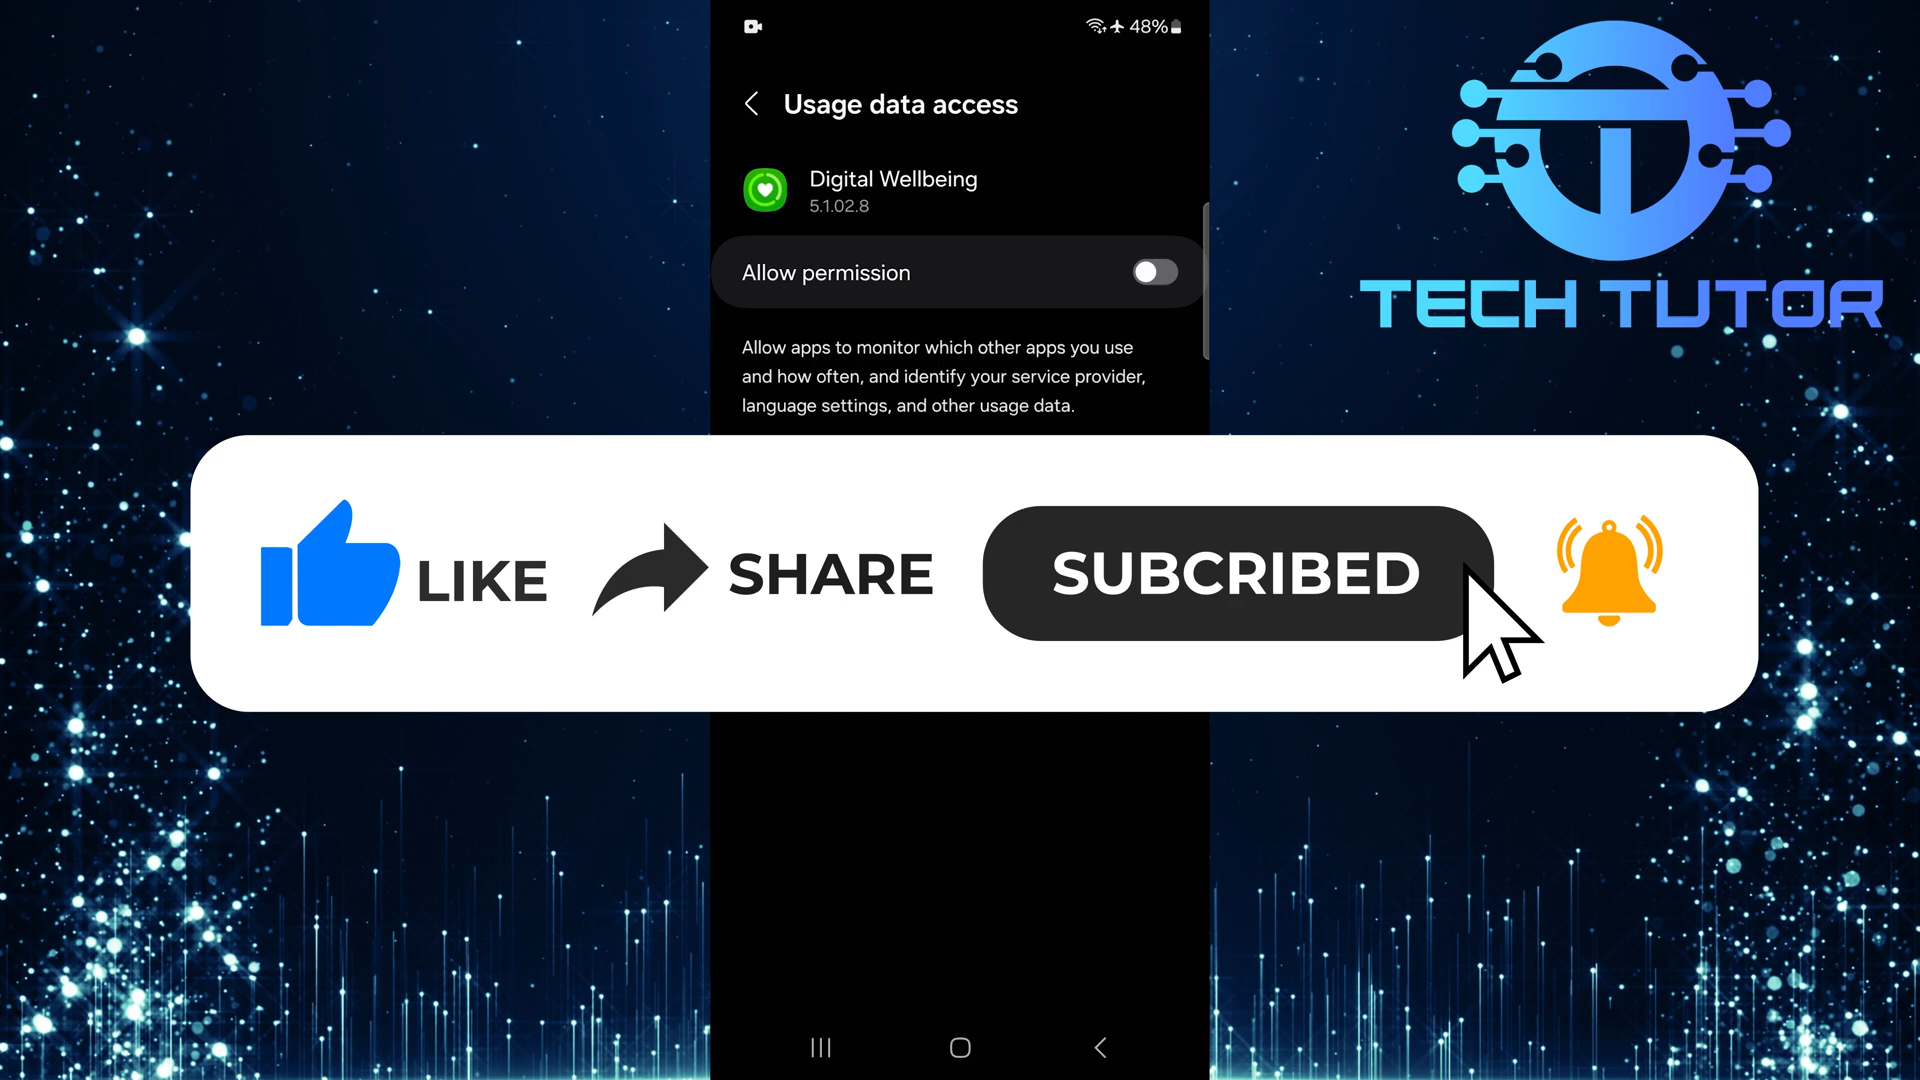 48%
Usage data access
Digital Wellbeing
5.1.02.8
Allow permission
Allow apps to monitor which other apps you use
and how often, and identify your service provider,
language settings, and other usage data.
TECH TUTOR
LIKE
SHARE
SUBCRIBED